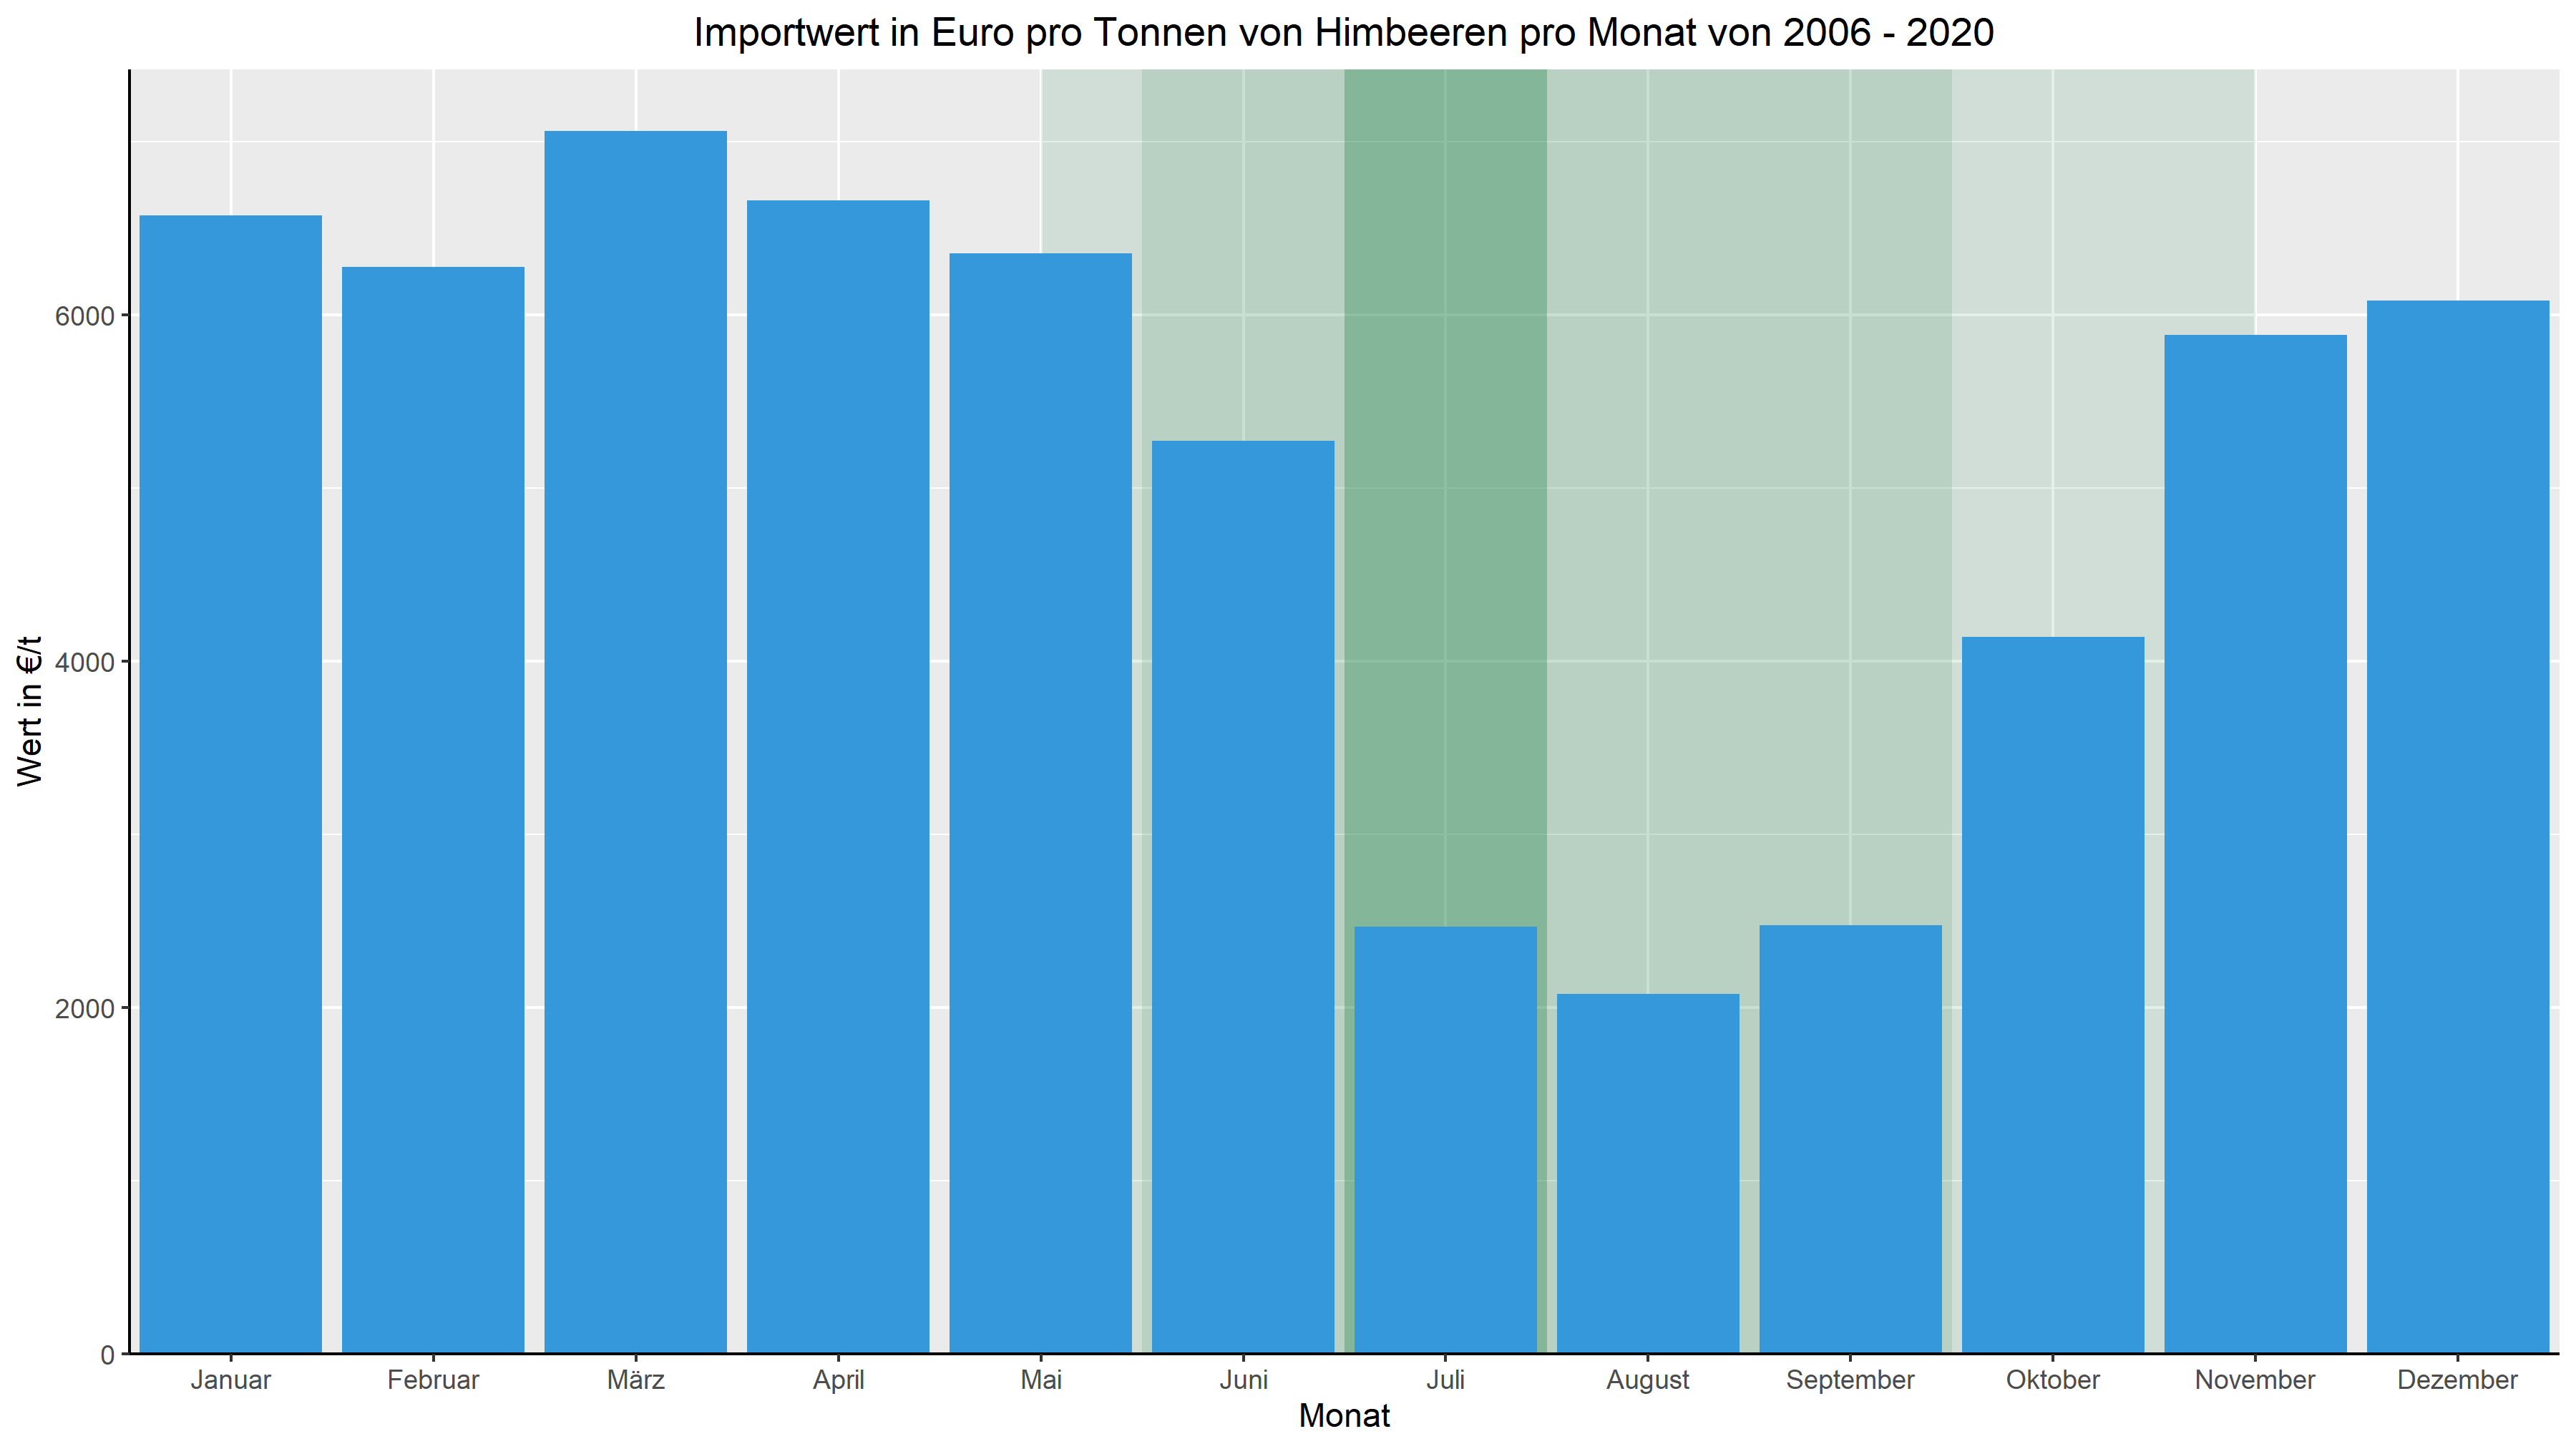 Importwert in Euro pro Tonnen von Himbeeren pro Monat von 2006 - 2020
Wert in €/t
6000
4000
2000
0
Januar Februar März April Mai Juni Juli August September Oktober November Dezember
Monat